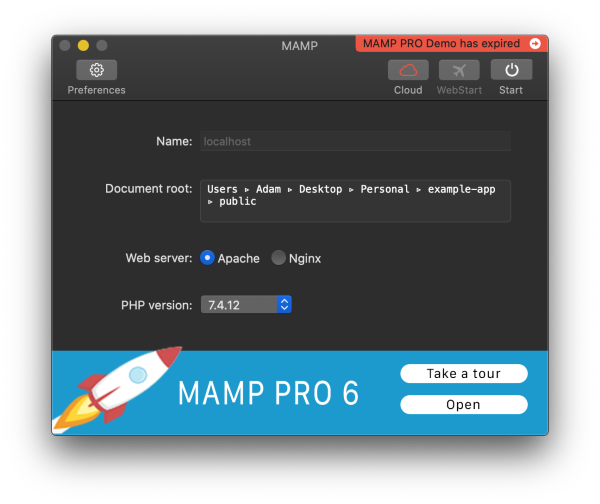 MAMP
MAMP PRO Demo has expired
Preferences
Cloud
WebStart
Start
Name: localhost
Document root: Users ▹ Adam ▹ Desktop ▹ Personal ▹ example-app
▹ public
Web server: Apache Nginx
PHP version: 7.4.12
MAMP PRO 6
Take a tour
Open